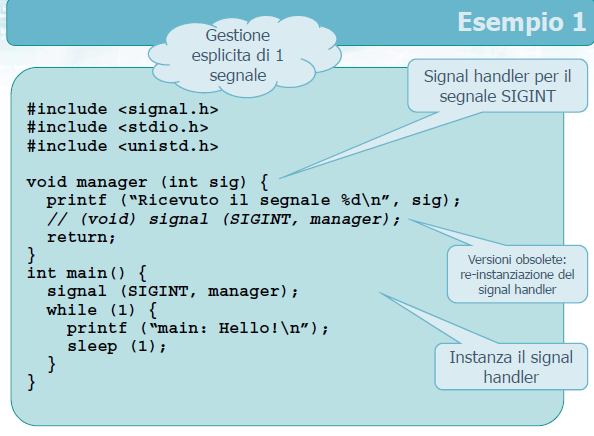 Esempio 1
Gestione
esplicita di 1
segnale
Signal handler per il
segnale SIGINT
#include <signal.h>
#include <stdio.h>
#include <unistd.h>
void manager (int sig) {
printf (“Ricevuto il segnale %d\n”, sig);
// (void) signal (SIGINT, manager);
return;
}
Versioni obsolete:
re-instanziazione del
signal handler
int main() {
signal (SIGINT, manager);
while (1) {
printf (“main: Hello!\n”);
sleep (1);
}
}
Instanza il signal
handler